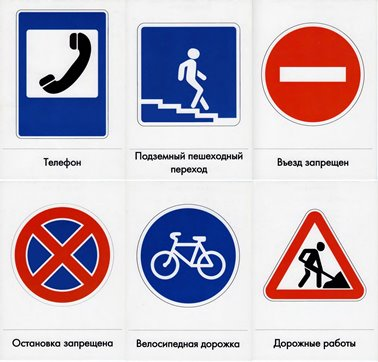 Телефон
Подземный пешеходный
переход
Въезд запрещен
Остановка запрещена
Велосипедная дорожка
Дорожные работы